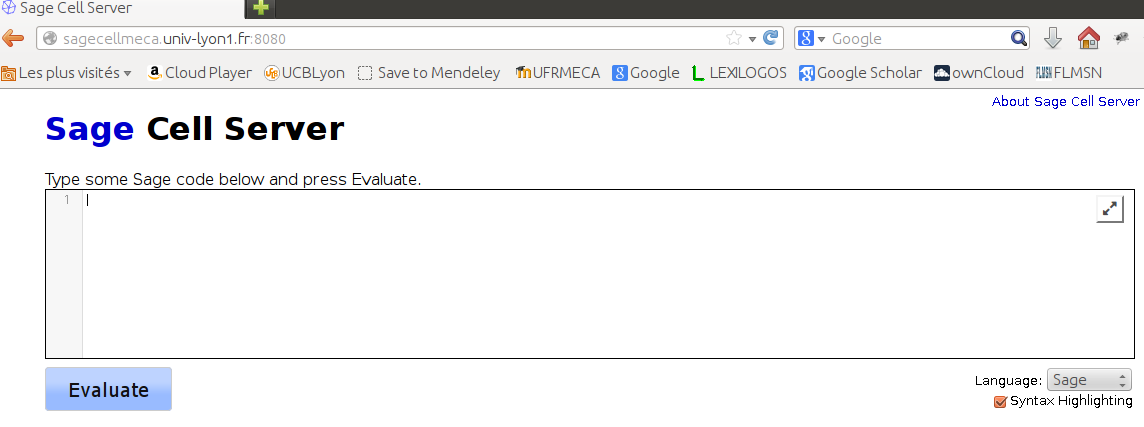 Sage Cell Server
sagecellmeca.univ-lyon1.fr:8080 Google
Les plus visités Cloud Player UCBLyon Save to Mendeley UFRMECA Google LEXILOGOS Google Scholar ownCloud FLMSN
About Sage Cell Server
Sage Cell Server
Type some Sage code below and press Evaluate.
1
Evaluate
Language: Sage
Syntax Highlighting